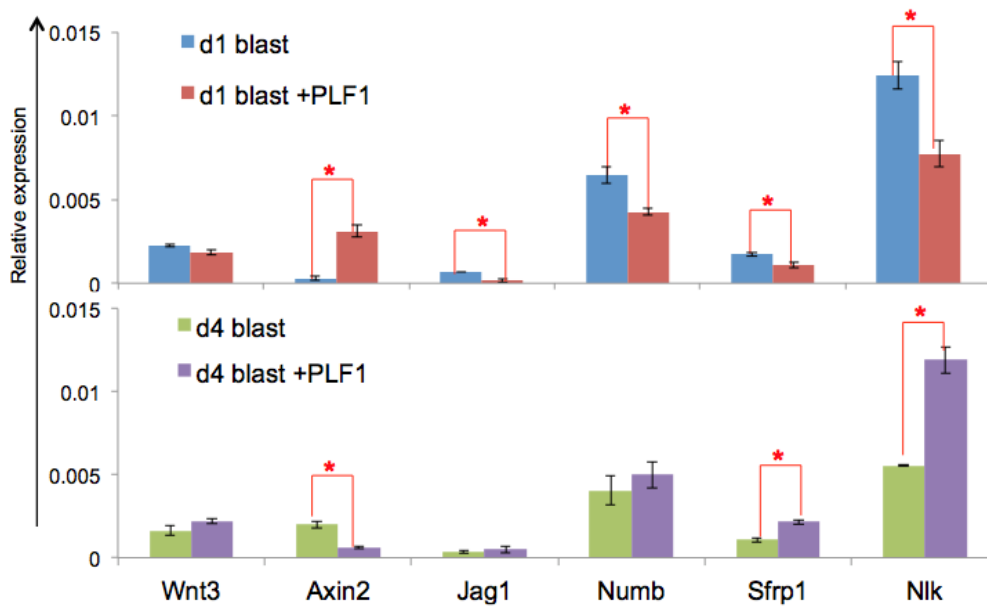 Relative expression
0.015
0.01
0.005
0
d1 blast
d1 blast +PLF1
*
*
*
*
*
0.015
0.01
0.005
0
d4 blast
d4 blast +PLF1
*
*
*
Wnt3 Axin2 Jag1 Numb Sfrp1 Nlk